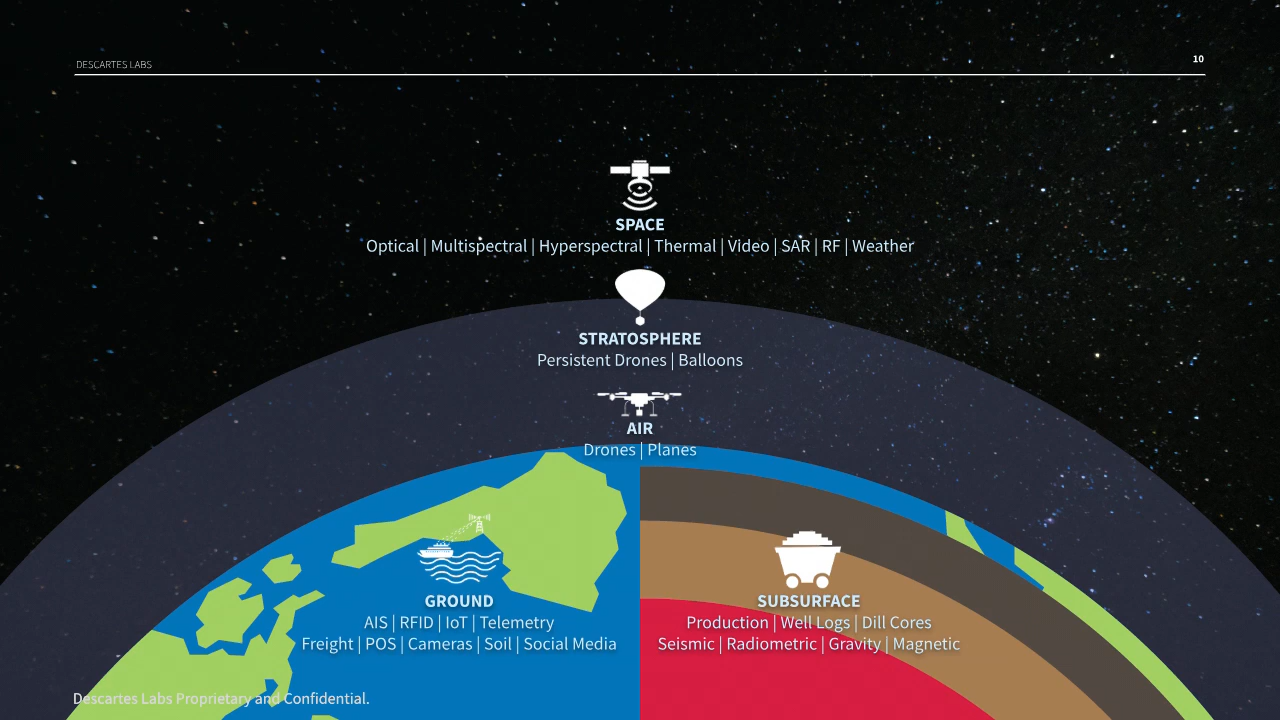 DESCARTES LABS
10
SPACE
Optical | Multispectral | Hyperspectral | Thermal | Video | SAR | RF | Weather
STRATOSPHERE
Persistent Drones | Balloons
AIR
Drones | Planes
GROUND
AIS | RFID | IoT | Telemetry
Freight | POS | Cameras | Soil | Social Media
SUBSURFACE
Production | Well Logs | Dill Cores
Seismic | Radiometric | Gravity | Magnetic
Descartes Labs Proprietary and Confidential.